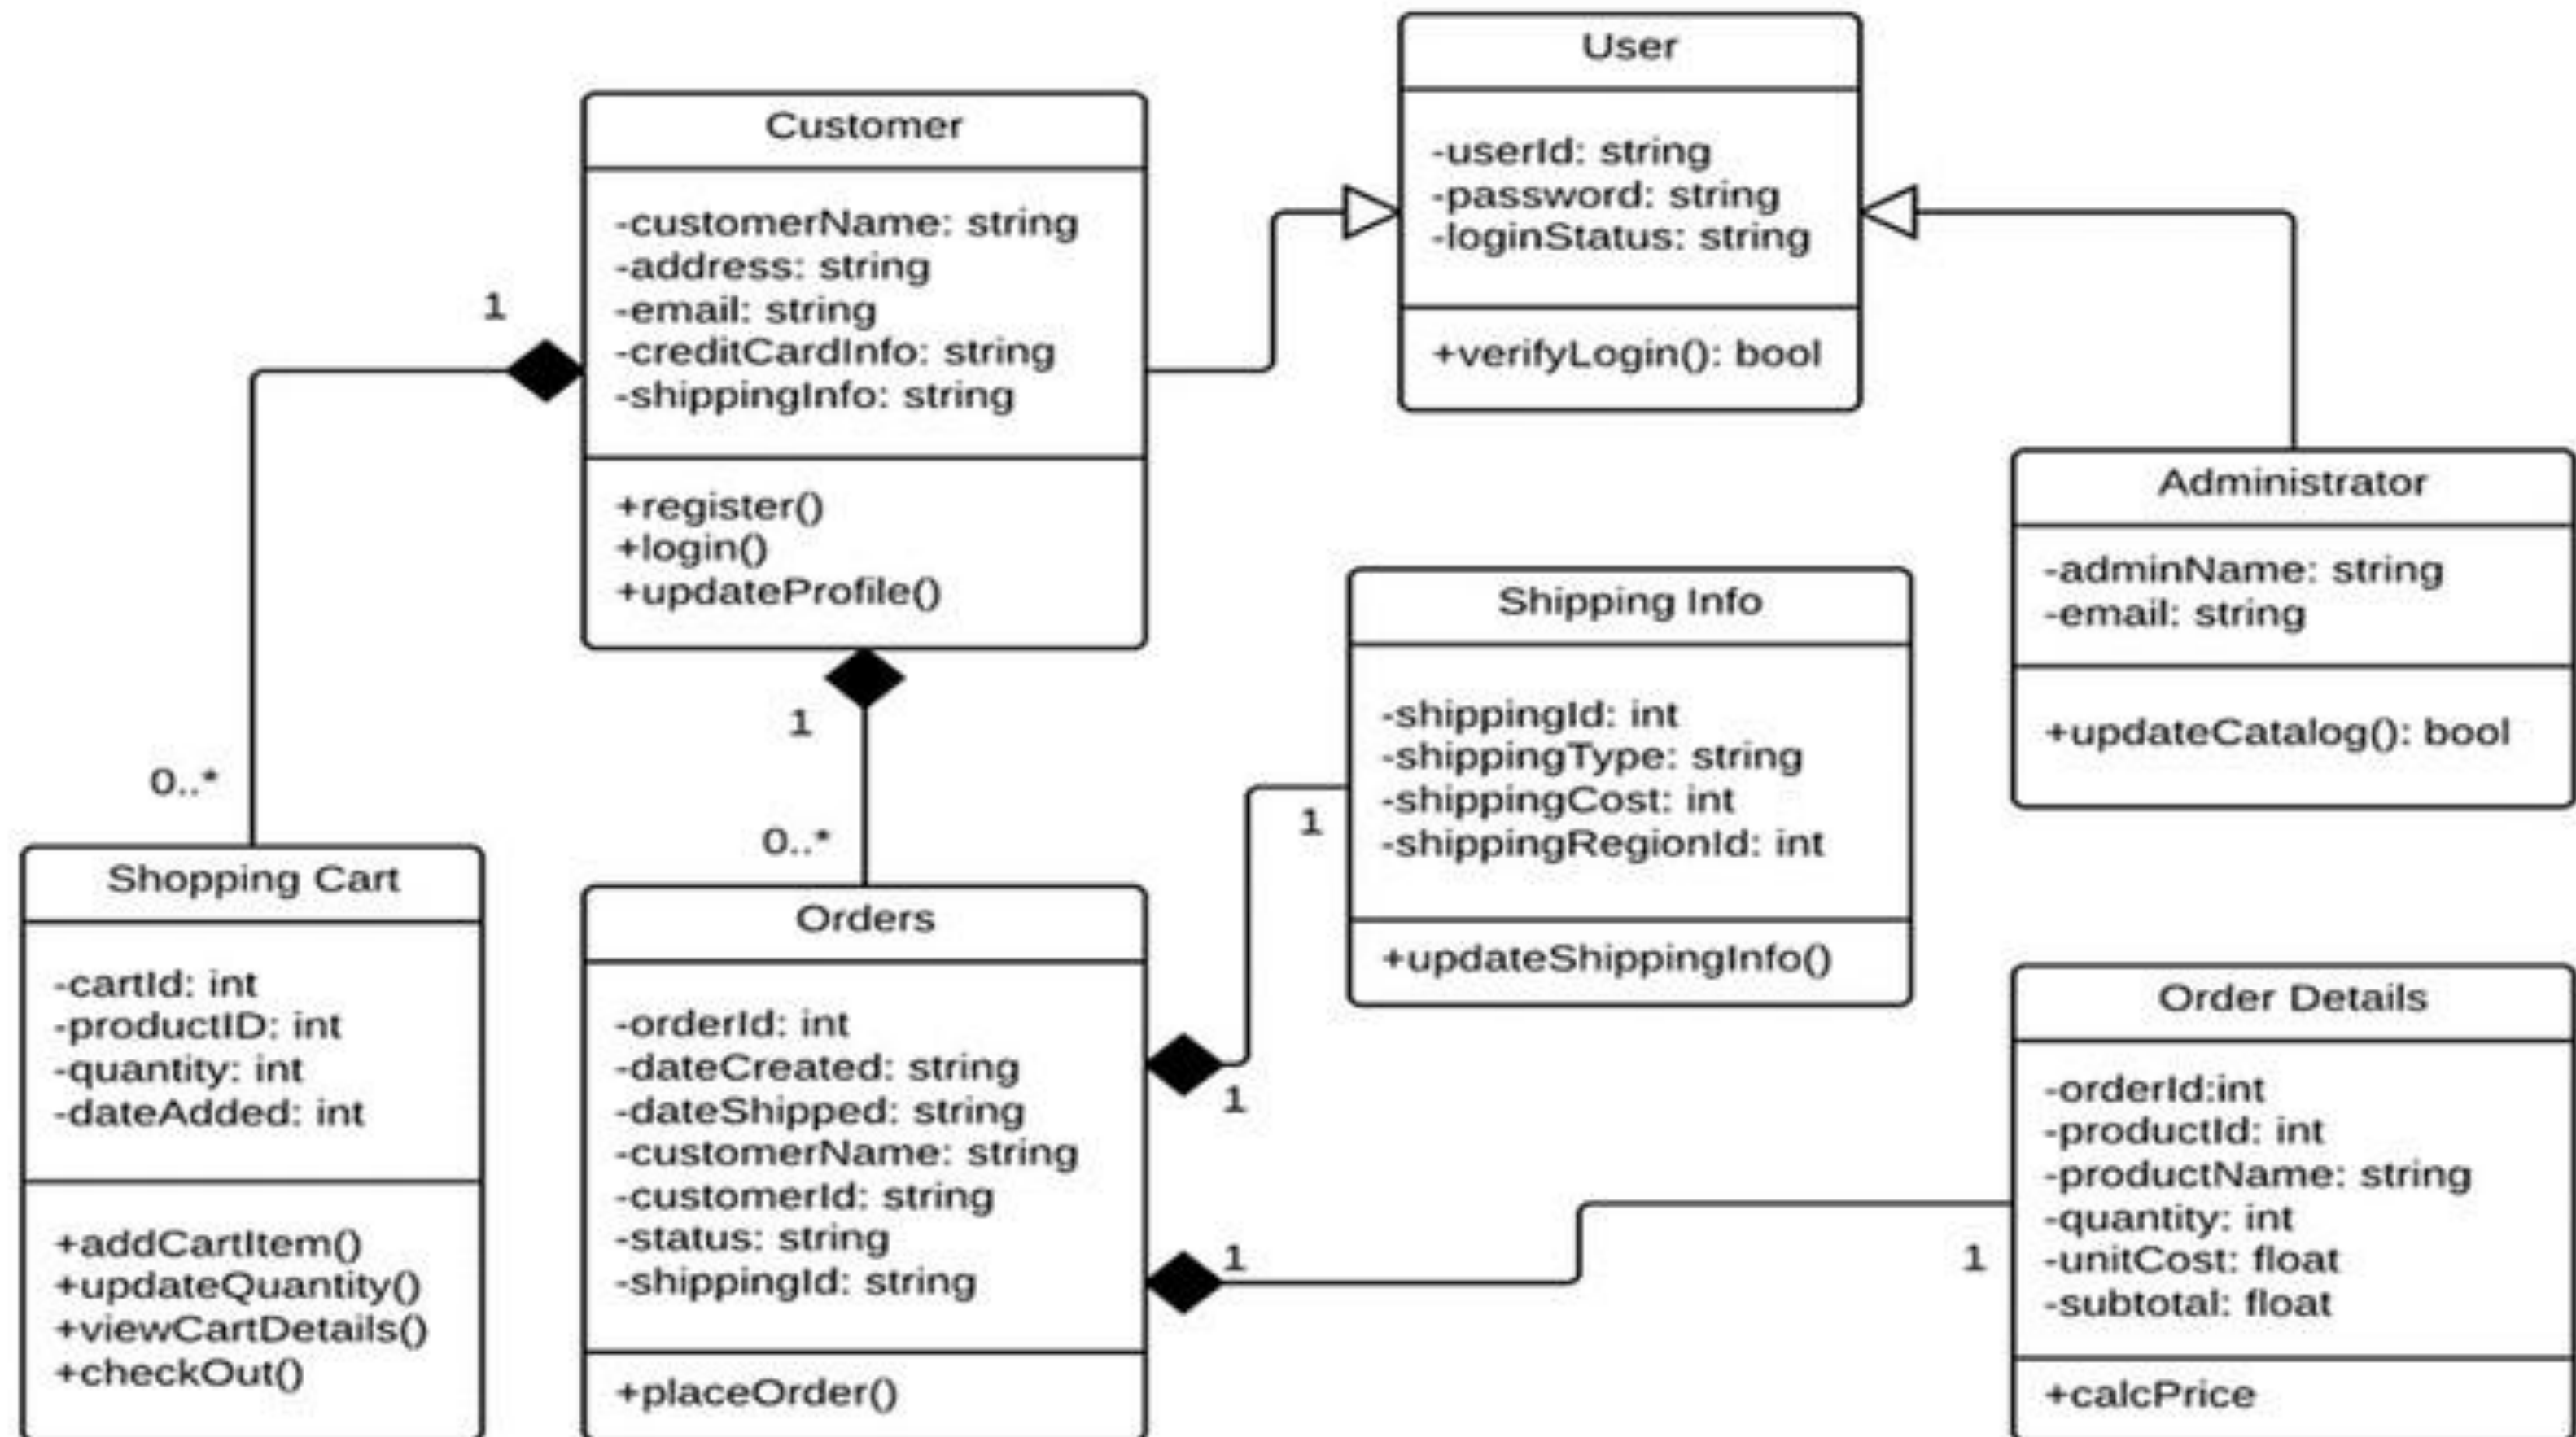 User
-userId: string
-password: string
-loginStatus: string
+verifyLogin(): bool
Customer
-customerName: string
-address: string
-email: string
-creditCardInfo: string
-shippingInfo: string
+register()
+login()
+updateProfile()
1
0..*
1
0..*
Administrator
-adminName: string
-email: string
+updateCatalog(): bool
Shipping Info
-shippingId: int
-shippingType: string
-shippingCost: int
-shippingRegionId: int
+updateShippingInfo()
1
1
Shopping Cart
-cartId: int
-productID: int
-quantity: int
-dateAdded: int
+addCartItem()
+updateQuantity()
+viewCartDetails()
+checkOut()
Orders
-orderId: int
-dateCreated: string
-dateShipped: string
-customerName: string
-customerId: string
-status: string
-shippingId: string
+placeOrder()
1
1
Order Details
-orderId:int
-productId: int
-productName: string
-quantity: int
-unitCost: float
-subtotal: float
+calcPrice